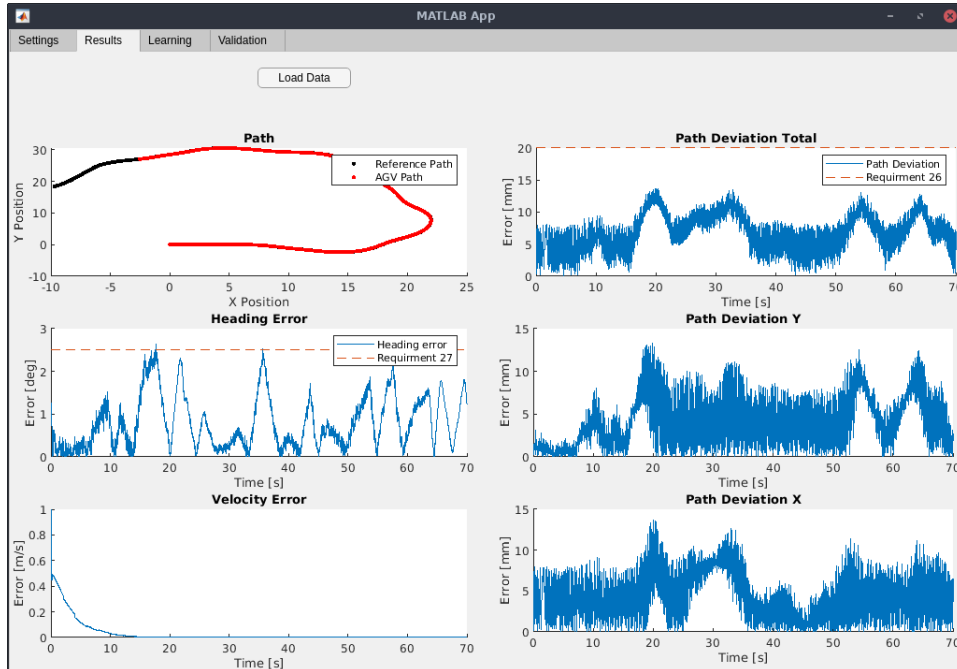 MATLAB App
Settings Results Learning Validation
Load Data
Path
Y Position
30
20
10
0
-10
-10 -5 0 5 10 15 20 25
X Position
Reference Path
AGV Path
Path Deviation Total
Error [mm]
20
15
10
5
0
0 10 20 30 40 50 60 70
Time [s]
Path Deviation
Requirment 26
Heading Error
Error [deg]
3
2
1
0
0 10 20 30 40 50 60 70
Time [s]
Heading error
Requirment 27
Path Deviation Y
Error [mm]
15
10
5
0
0 10 20 30 40 50 60 70
Time [s]
Velocity Error
Error [m/s]
1
0.8
0.6
0.4
0.2
0
0 10 20 30 40 50 60 70
Time [s]
Path Deviation X
Error [mm]
15
10
5
0
0 10 20 30 40 50 60 70
Time [s]